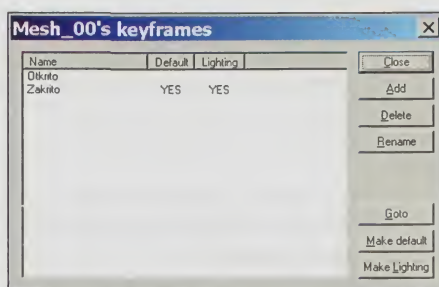 Mesh_00's keyframes
Name Default Lighting
Otkrito
Zakrito YES YES
Close
Add
Delete
Rename
Goto
Make default
Make Lighting